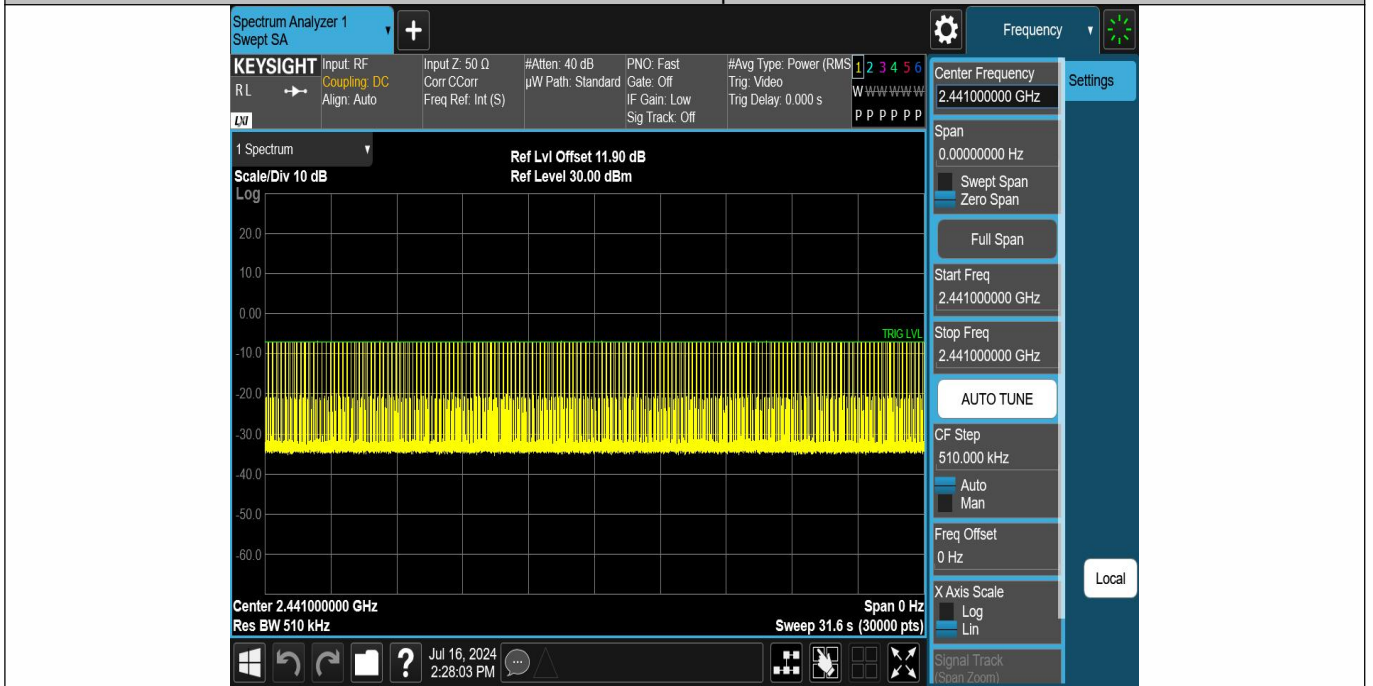 Spectrum Analyzer 1
Swept SA
+
Frequency
KEYSIGHT
RL
LXI
Input: RF
Coupling: DC
Align: Auto
Input Z: 50 Ω
Corr CCorr
Freq Ref: Int (S)
#Atten: 40 dB
µW Path: Standard
PNO: Fast
Gate: Off
IF Gain: Low
Sig Track: Off
#Avg Type: Power (RMS
Trig: Video
Trig Delay: 0.000 s
1 2 3 4 5 6
W W W W W W
P P P P P P
Center Frequency
2.441000000 GHz
Settings
Span
0.00000000 Hz
Swept Span
Zero Span
Full Span
Start Freq
2.441000000 GHz
Stop Freq
2.441000000 GHz
AUTO TUNE
CF Step
510.000 kHz
Auto
Man
Freq Offset
0 Hz
X Axis Scale
Log
Lin
Signal Track
(Span Zoom)
Local
1 Spectrum
Scale/Div 10 dB
Ref Lvl Offset 11.90 dB
Ref Level 30.00 dBm
Log
20.0
10.0
0.00
TRIG LVL
-10.0
-20.0
-30.0
-40.0
-50.0
-60.0
Center 2.441000000 GHz
Span 0 Hz
Res BW 510 kHz
Sweep 31.6 s (30000 pts)
?
Jul 16, 2024
2:28:03 PM